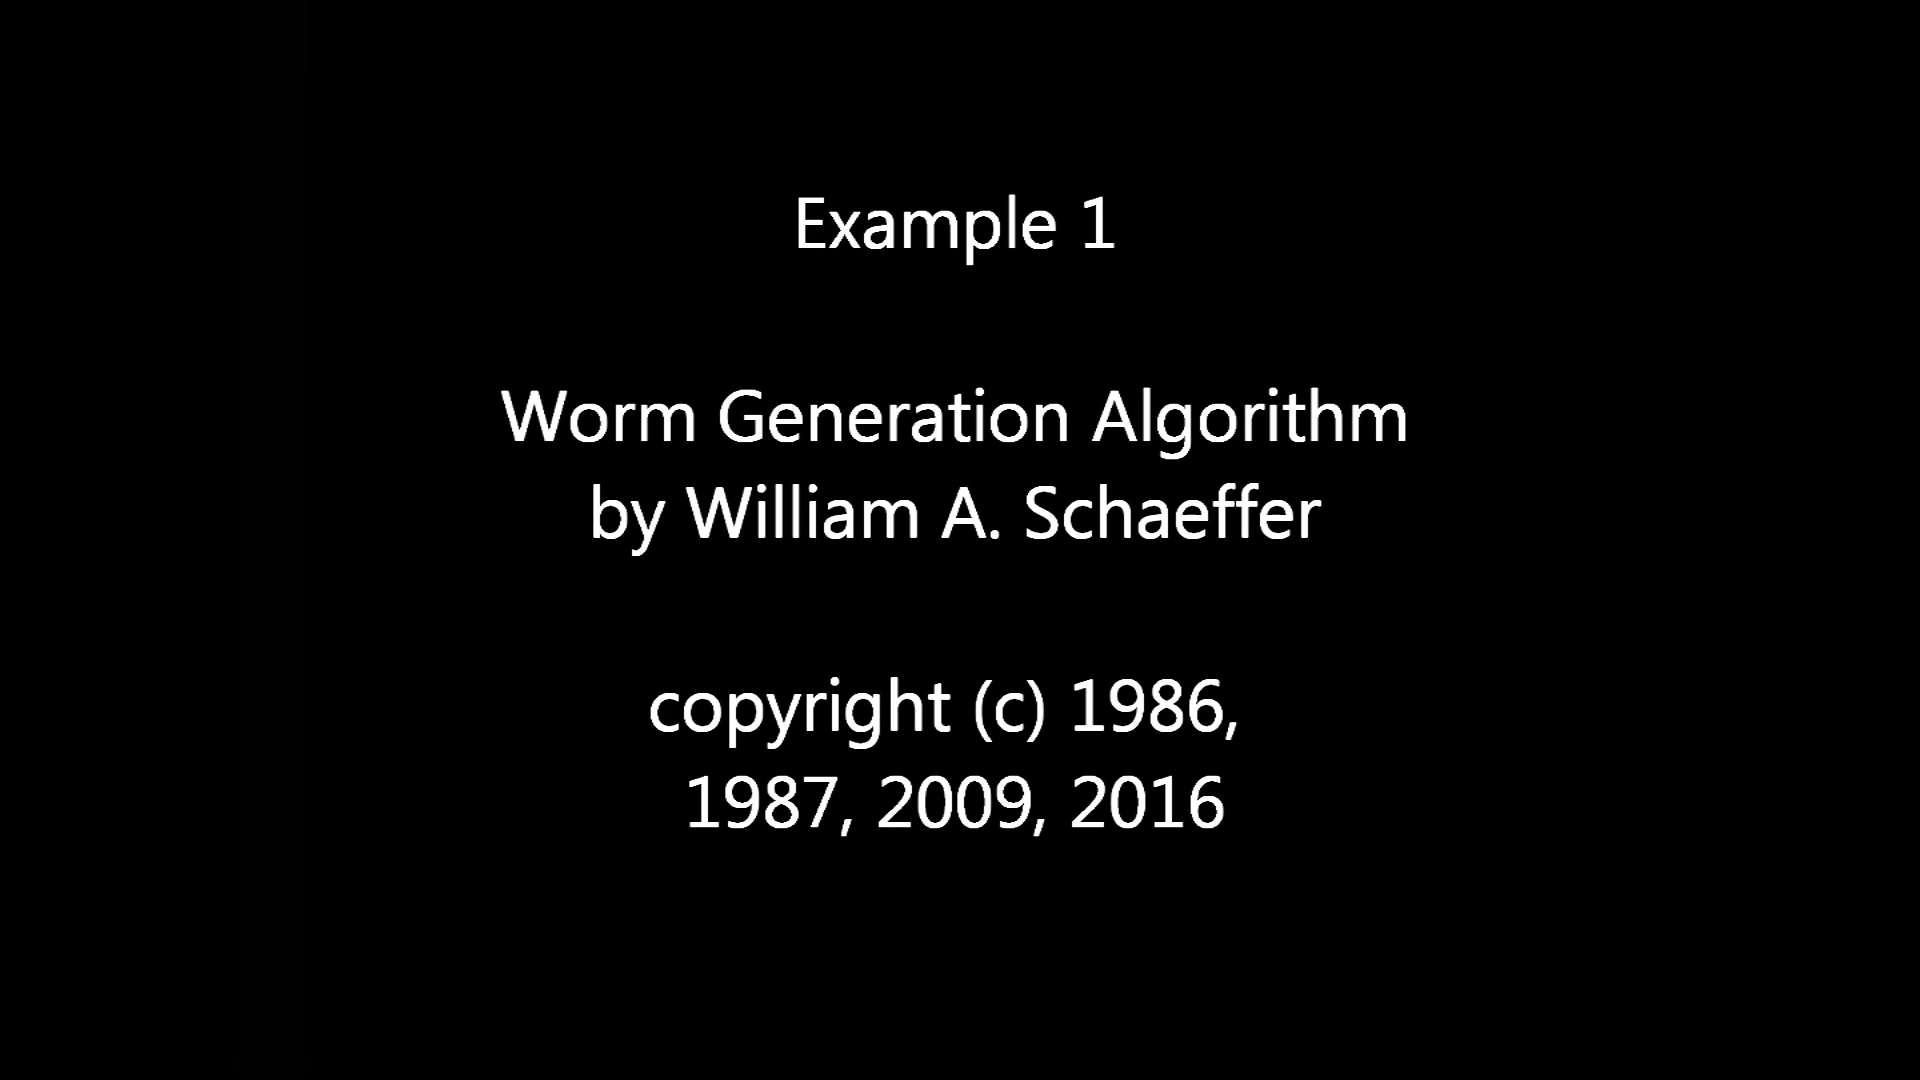 Example 1
Worm Generation Algorithm
by William A. Schaeffer
copyright (c) 1986,
1987, 2009, 2016